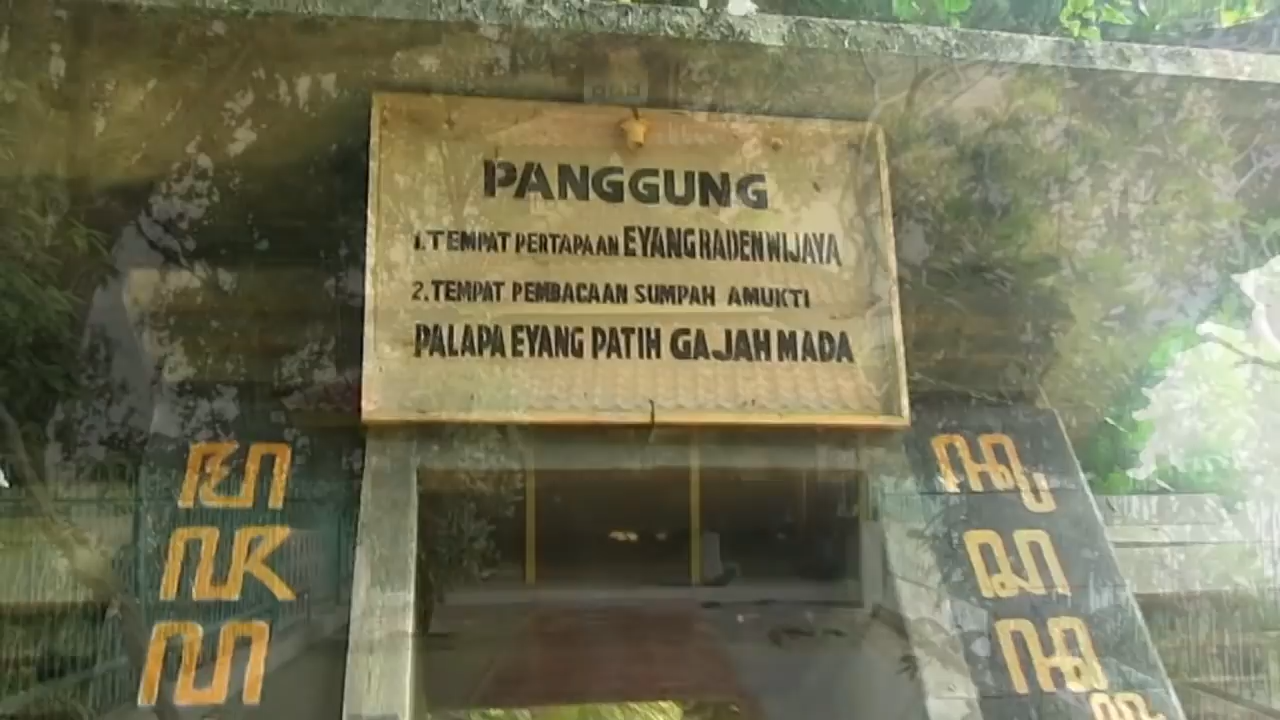 PANGGUNG
1. TEMPAT PERTAPAAN EYANG RADEN WIJAYA
2. TEMPAT PEMBACAAN SUMPAH AMUKTI
PALAPA EYANG PATIH GAJAH MADA